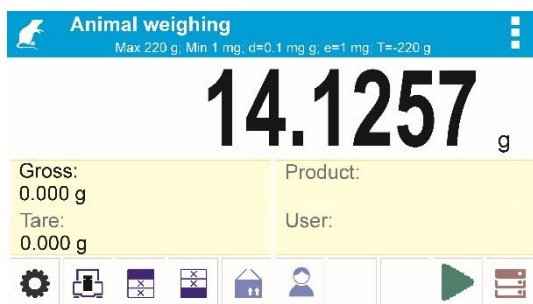 Animal weighing
Max 220 g; Min 1 mg; d=0.1 mg g; e=1 mg; T=-220 g
14.1257 g
Gross:
0.000 g
Product:
Tare:
0.000 g
User: